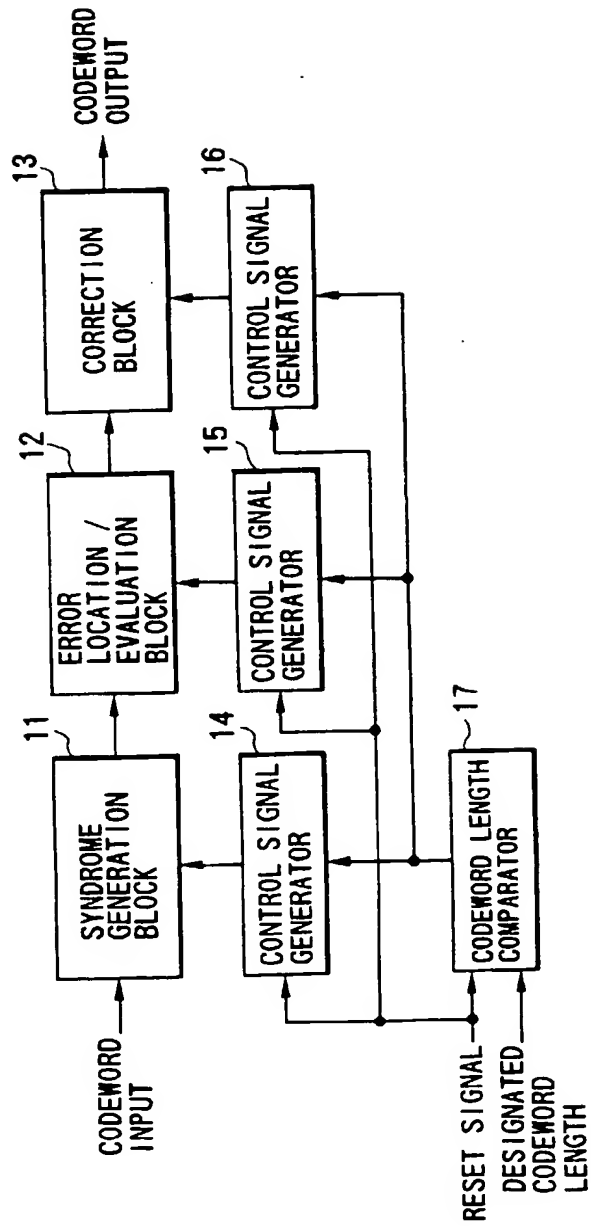 CODEWORD
INPUT
11
SYNDROME
GENERATION
BLOCK
12
ERROR
LOCATION /
EVALUATION
BLOCK
13
CORRECTION
BLOCK
CODEWORD
OUTPUT
14
CONTROL SIGNAL
GENERATOR
15
CONTROL SIGNAL
GENERATOR
16
CONTROL SIGNAL
GENERATOR
RESET SIGNAL
DESIGNATED
CODEWORD
LENGTH
17
CODEWORD LENGTH
COMPARATOR